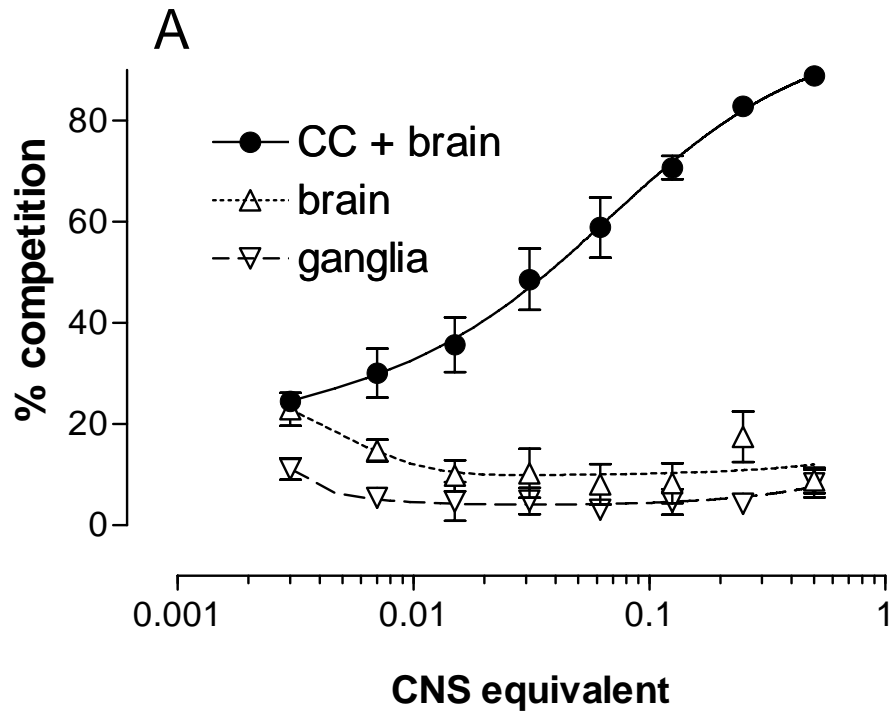 A
% competition
80
60
40
20
0
CC + brain
brain
ganglia
0.001 0.01 0.1 1
CNS equivalent